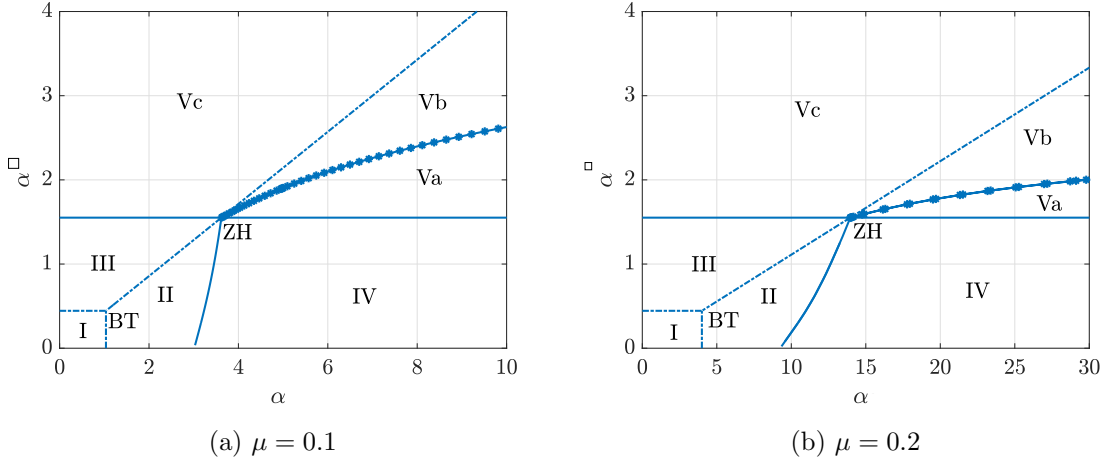 4
3
2
1
0
α□
Vc
Vb
Va
ZH
III
II
IV
I
BT
0 2 4 6 8 10
α
(a) μ = 0.1
4
3
2
1
0
α□
Vc
Vb
Va
ZH
III
II
IV
I
BT
0 5 10 15 20 25 30
α
(b) μ = 0.2